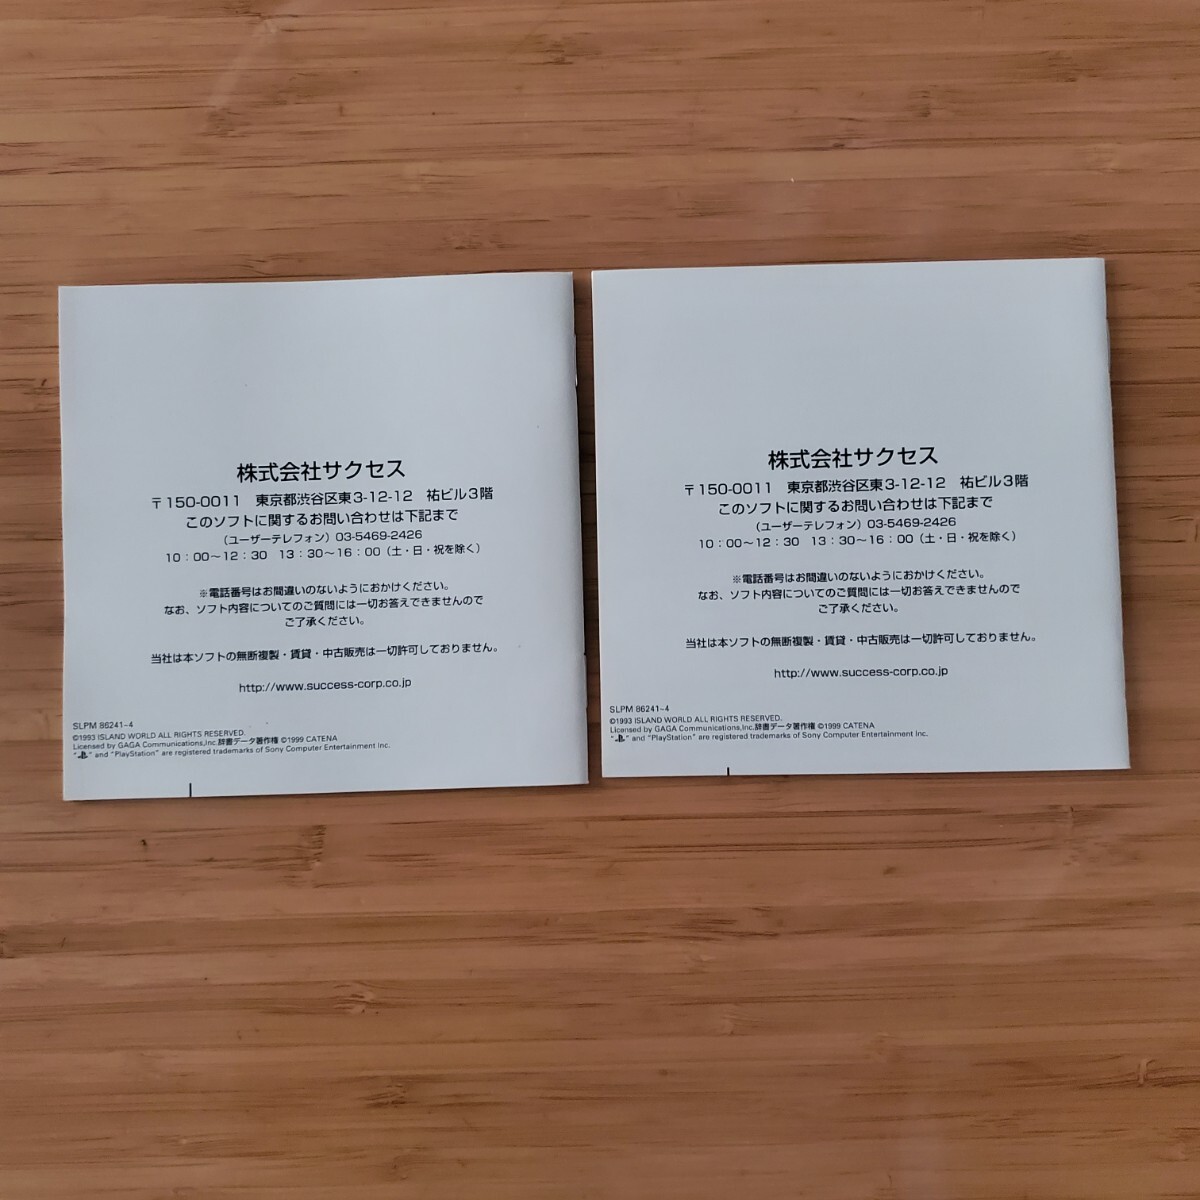 株式会社サクセス
〒150-0011 東京都渋谷区東3-12-12 祐ビル3階
このソフトに関するお問い合わせは下記まで
(ユーザーテレフォン) 03-5469-2426
10:00〜12:30 13:30〜16:00(土・日・祝を除く)
※電話番号はお間違いのないようにおかけください。
なお、ソフト内容についてのご質問には一切お答えできませんので
ご了承ください。
当社は本ソフトの無断複製・賃貸・中古販売は一切許可しておりません。
http://www.success-corp.co.jp
SLPM 86241~4
©1993 ISLAND WORLD ALL RIGHTS RESERVED.
Licensed by GAGA Communications,Inc.辞書データ著作権 ©1999 CATENA
" " and "PlayStation" are registered trademarks of Sony Computer Entertainment Inc.
株式会社サクセス
〒150-0011 東京都渋谷区東3-12-12 祐ビル3階
このソフトに関するお問い合わせは下記まで
(ユーザーテレフォン) 03-5469-2426
10:00〜12:30 13:30〜16:00(土・日・祝を除く)
※電話番号はお間違いのないようにおかけください。
なお、ソフト内容についてのご質問には一切お答えできませんので
ご了承ください。
当社は本ソフトの無断複製・賃貸・中古販売は一切許可しておりません。
http://www.success-corp.co.jp
SLPM 86241~4
©1993 ISLAND WORLD ALL RIGHTS RESERVED.
Licensed by GAGA Communications,Inc.辞書データ著作権 ©1999 CATENA
" " and "PlayStation" are registered trademarks of Sony Computer Entertainment Inc.